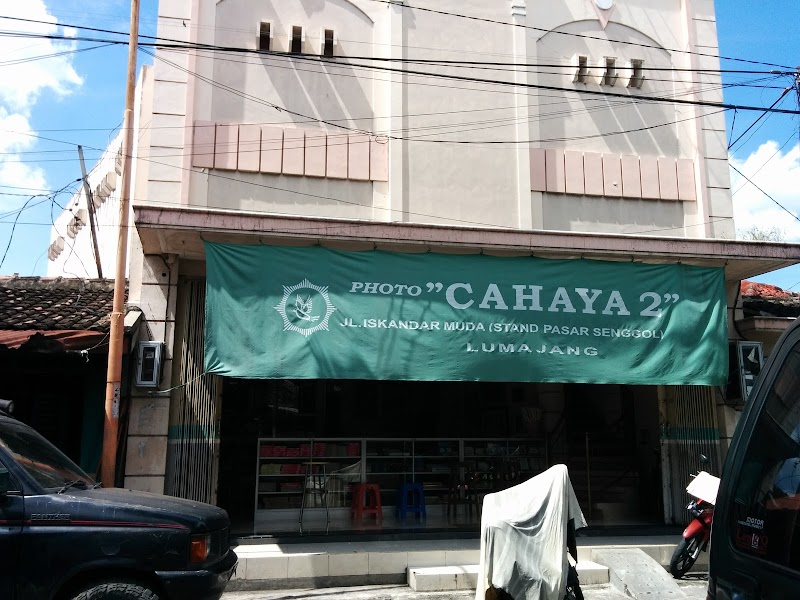 PHOTO "CAHAYA 2"
JL. ISKANDAR MUDA (STAND PASAR SENGGOL)
LUMAJANG